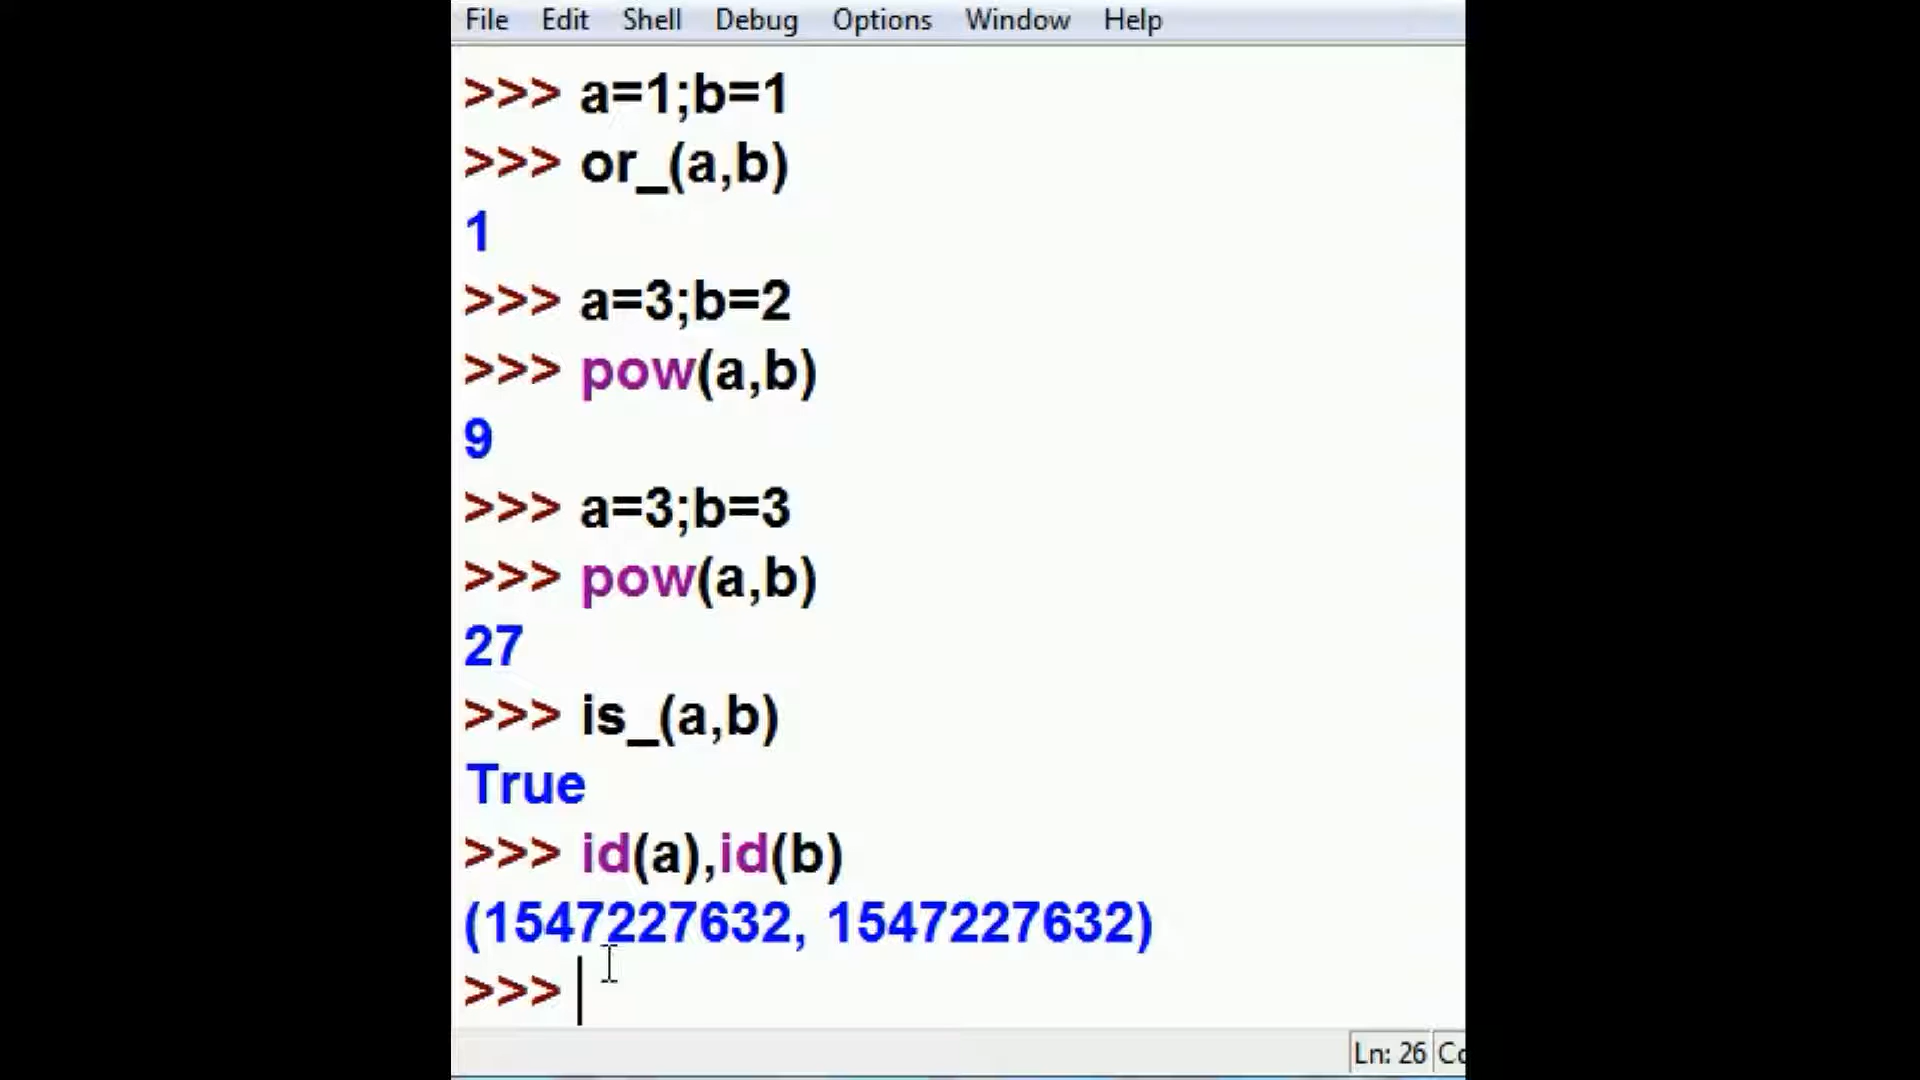 File Edit Shell Debug Options Window Help
>>> a=1;b=1
>>> or_(a,b)
1
>>> a=3;b=2
>>> pow(a,b)
9
>>> a=3;b=3
>>> pow(a,b)
27
>>> is_(a,b)
True
>>> id(a),id(b)
(1547227632, 1547227632)
>>>
Ln: 26 Co